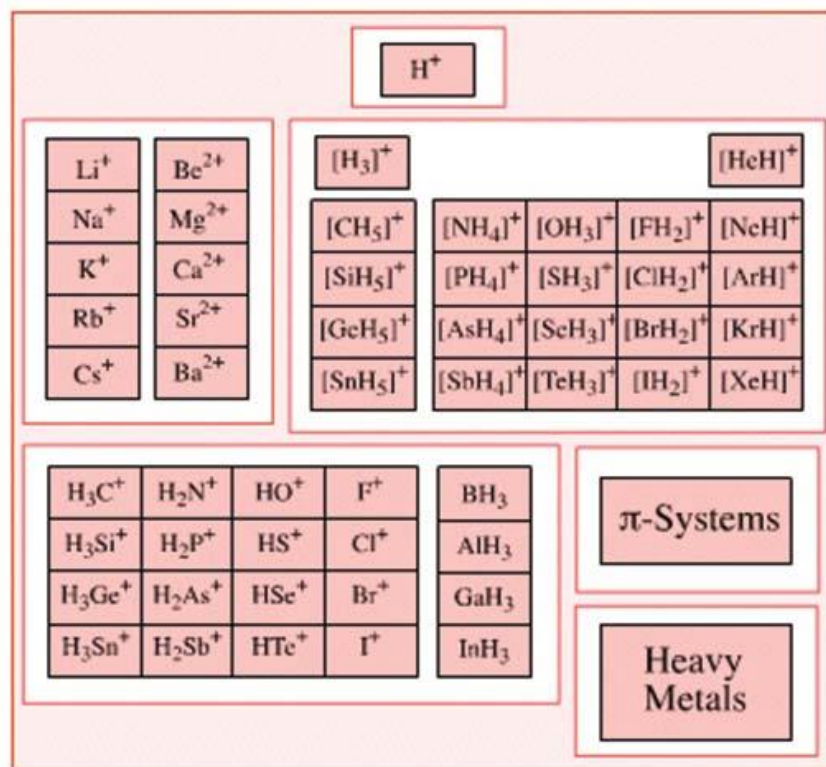 H⁺
Li⁺ Be²⁺
Na⁺ Mg²⁺
K⁺ Ca²⁺
Rb⁺ Sr²⁺
Cs⁺ Ba²⁺
[H₃]⁺ [HeH]⁺
[CH₅]⁺ [NH₄]⁺ [OH₃]⁺ [FH₂]⁺ [NeH]⁺
[SiH₅]⁺ [PH₄]⁺ [SH₃]⁺ [ClH₂]⁺ [ArH]⁺
[GeH₅]⁺ [AsH₄]⁺ [SeH₃]⁺ [BrH₂]⁺ [KrH]⁺
[SnH₅]⁺ [SbH₄]⁺ [TeH₃]⁺ [IH₂]⁺ [XeH]⁺
H₃C⁺ H₂N⁺ HO⁺ F⁺ BH₃
H₃Si⁺ H₂P⁺ HS⁺ Cl⁺ AlH₃
H₃Ge⁺ H₂As⁺ HSe⁺ Br⁺ GaH₃
H₃Sn⁺ H₂Sb⁺ HTe⁺ I⁺ InH₃
π-Systems
Heavy
Metals